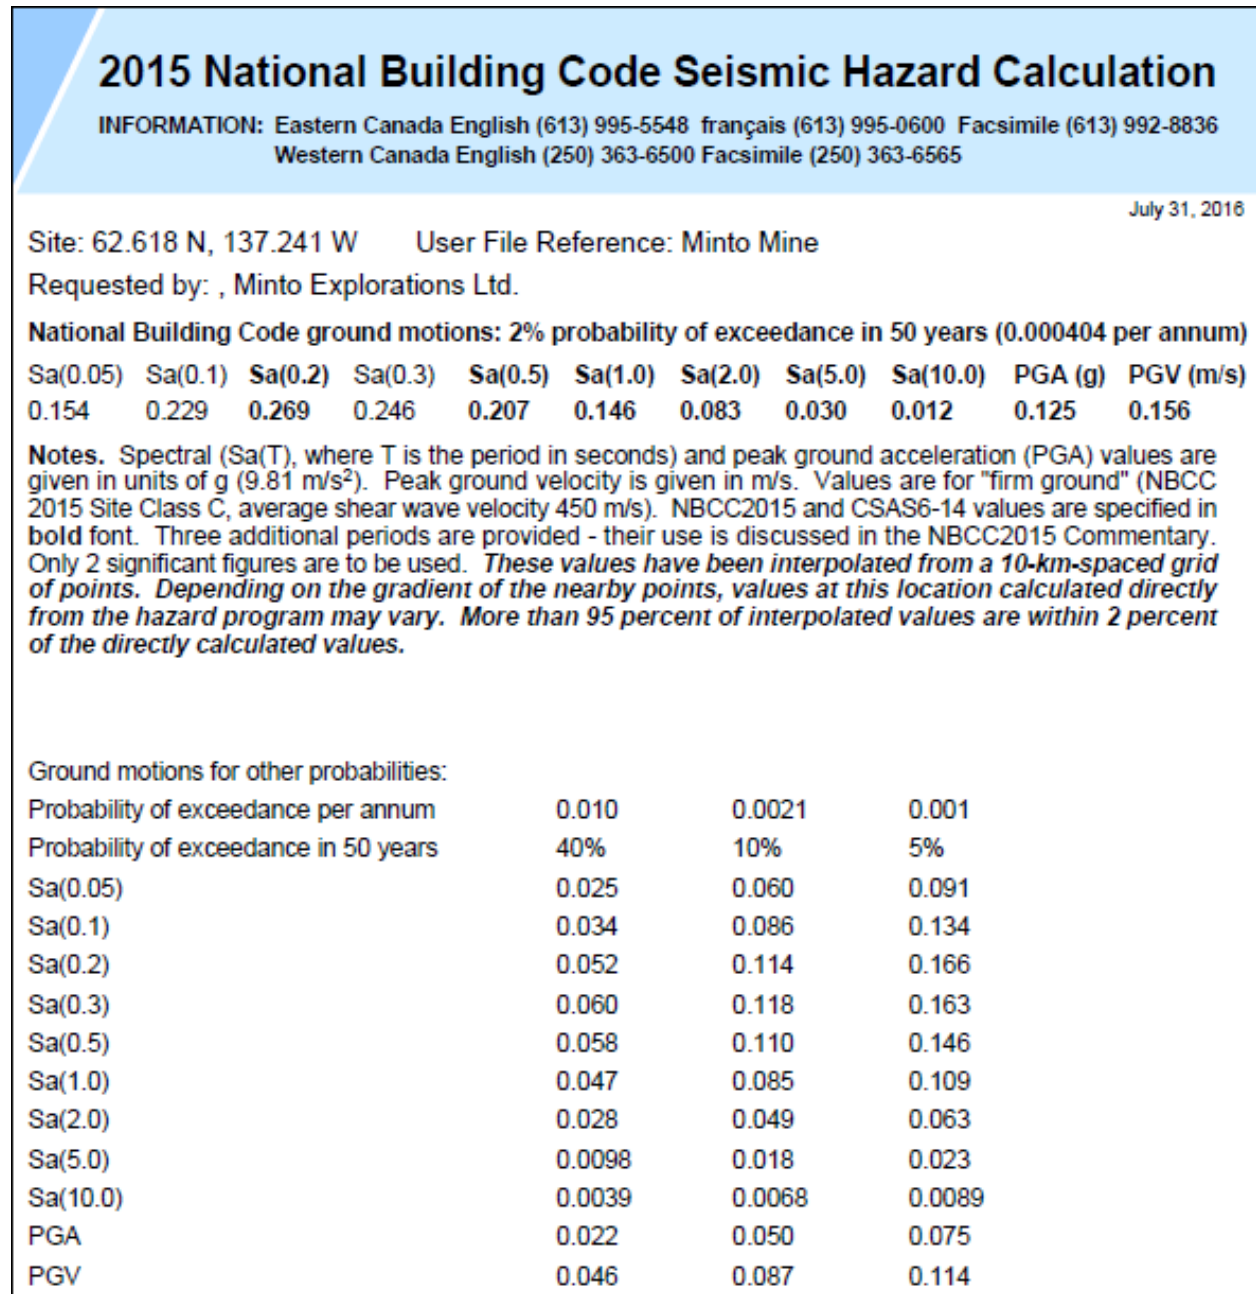 2015 National Building Code Seismic Hazard Calculation
INFORMATION: Eastern Canada English (613) 995-5548 français (613) 995-0600 Facsimile (613) 992-8836
Western Canada English (250) 363-6500 Facsimile (250) 363-6565
July 31, 2016
Site: 62.618 N, 137.241 W User File Reference: Minto Mine
Requested by: , Minto Explorations Ltd.
National Building Code ground motions: 2% probability of exceedance in 50 years (0.000404 per annum)
Sa(0.05) Sa(0.1) Sa(0.2) Sa(0.3) Sa(0.5) Sa(1.0) Sa(2.0) Sa(5.0) Sa(10.0) PGA (g) PGV (m/s)
0.154 0.229 0.269 0.246 0.207 0.146 0.083 0.030 0.012 0.125 0.156
Notes. Spectral (Sa(T), where T is the period in seconds) and peak ground acceleration (PGA) values are
given in units of g (9.81 m/s²). Peak ground velocity is given in m/s. Values are for "firm ground" (NBCC
2015 Site Class C, average shear wave velocity 450 m/s). NBCC2015 and CSAS6-14 values are specified in
bold font. Three additional periods are provided - their use is discussed in the NBCC2015 Commentary.
Only 2 significant figures are to be used. These values have been interpolated from a 10-km-spaced grid
of points. Depending on the gradient of the nearby points, values at this location calculated directly
from the hazard program may vary. More than 95 percent of interpolated values are within 2 percent
of the directly calculated values.
Ground motions for other probabilities:
Probability of exceedance per annum 0.010 0.0021 0.001
Probability of exceedance in 50 years 40% 10% 5%
Sa(0.05) 0.025 0.060 0.091
Sa(0.1) 0.034 0.086 0.134
Sa(0.2) 0.052 0.114 0.166
Sa(0.3) 0.060 0.118 0.163
Sa(0.5) 0.058 0.110 0.146
Sa(1.0) 0.047 0.085 0.109
Sa(2.0) 0.028 0.049 0.063
Sa(5.0) 0.0098 0.018 0.023
Sa(10.0) 0.0039 0.0068 0.0089
PGA 0.022 0.050 0.075
PGV 0.046 0.087 0.114